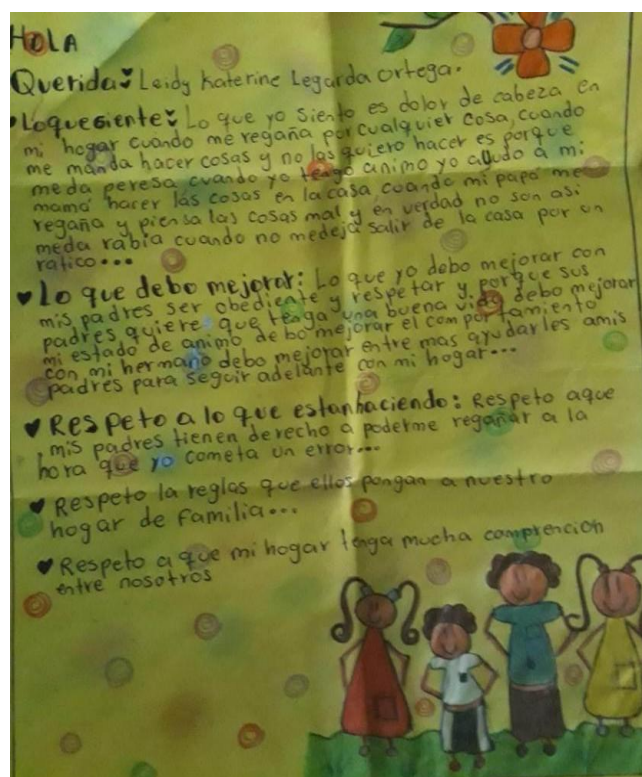 HOLA
Querida♥: Leidy Katerine Legarda Ortega.
•Loquesiente♥: Lo que yo siento es dolor de cabeza en
mi hogar cuando me regaña por cualquier cosa, cuando
me manda hacer cosas y no las quiero hacer es porque
meda peresa cuando yo tengo animo yo ayudo a mi
mamá hacer las cosas en la casa cuando mi papá me
regaña y piensa las cosas mal y en verdad no son asi
meda rabia cuando no medeja salir de la casa por un
ratico...
♥ Lo que debo mejorar: Lo que yo debo mejorar con
mis padres ser obediente y respetar y porque sus
padres quiere que tenga una buena vida debo mejorar
mi estado de animo debo mejorar el comportamiento
con mi hermano debo mejorar entre mas ayudarles amis
padres para seguir adelante con mi hogar...
♥ Respeto a lo que estanhaciendo: Respeto aque
mis padres tienen derecho a poderme regañar a la
hora que yo cometa un error...
♥ Respeto la reglas que ellos pongan a nuestro
hogar de familia...
♥ Respeto a que mi hogar tenga mucha comprencion
entre nosotros